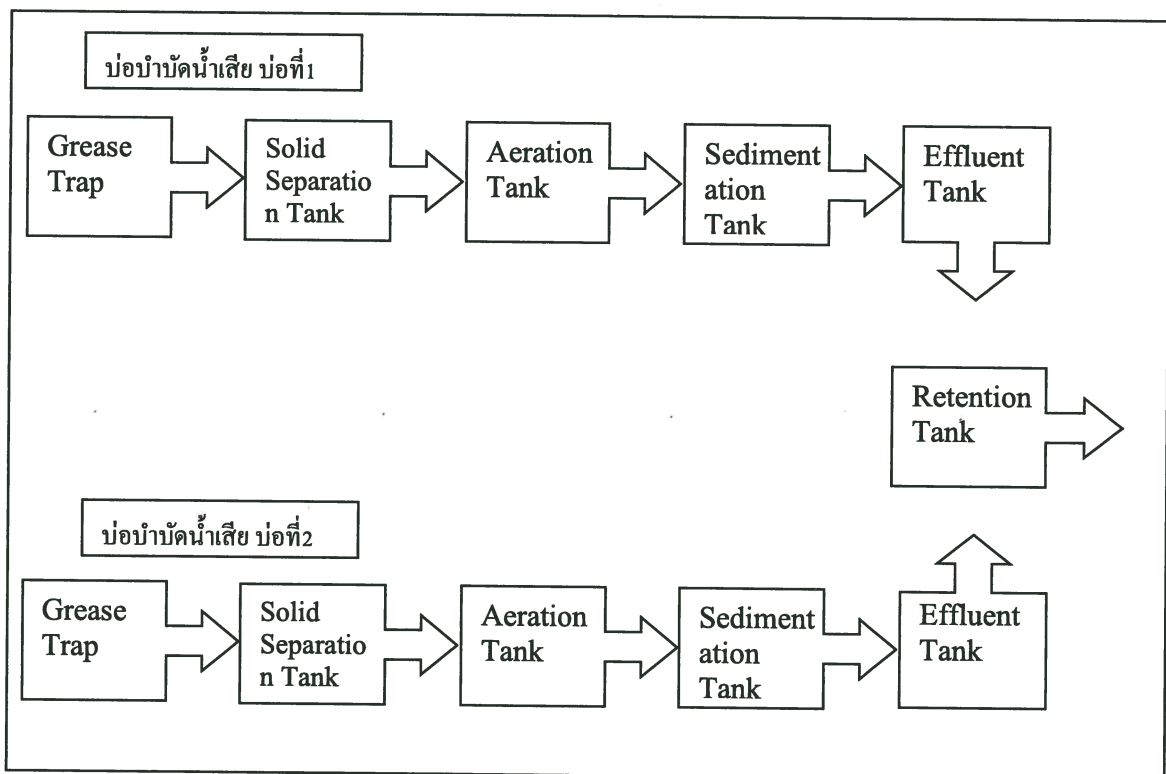 บ่อบำบัดน้ำเสีย บ่อที่1
Grease
Trap
Solid
Separatio
n Tank
Aeration
Tank
Sediment
ation
Tank
Effluent
Tank
Retention
Tank
บ่อบำบัดน้ำเสีย บ่อที่2
Grease
Trap
Solid
Separatio
n Tank
Aeration
Tank
Sediment
ation
Tank
Effluent
Tank